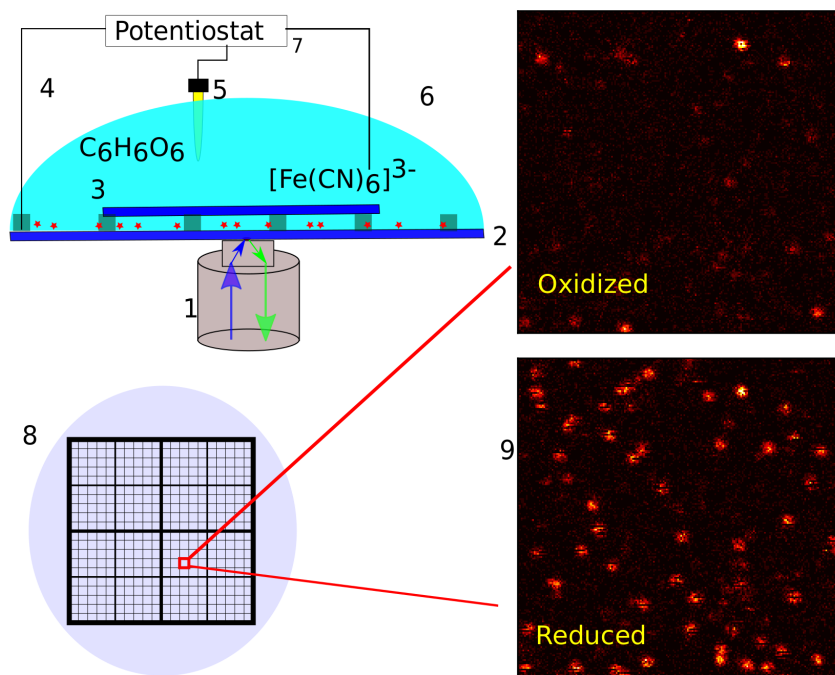 Potentiostat
7
4
5
6
C6H6O6
[Fe(CN)6]3-
3
2
1
Oxidized
8
9
Reduced